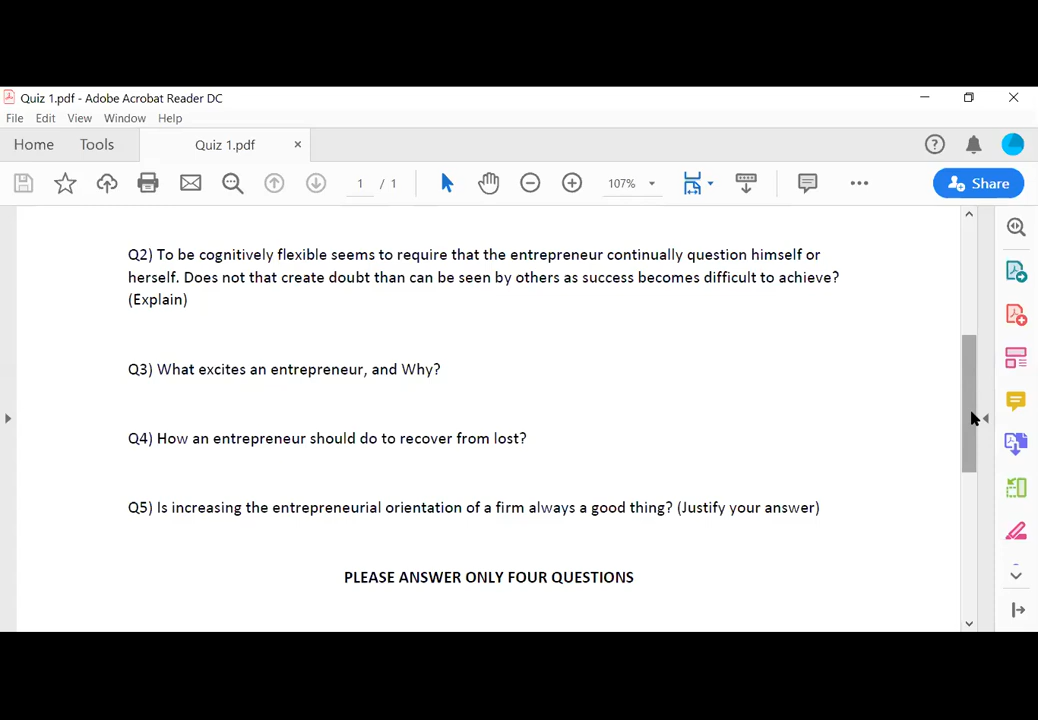 Quiz 1.pdf - Adobe Acrobat Reader DC
File Edit View Window Help
Home Tools Quiz 1.pdf
1 / 1 107% Share
Q2) To be cognitively flexible seems to require that the entrepreneur continually question himself or
herself. Does not that create doubt than can be seen by others as success becomes difficult to achieve?
(Explain)
Q3) What excites an entrepreneur, and Why?
Q4) How an entrepreneur should do to recover from lost?
Q5) Is increasing the entrepreneurial orientation of a firm always a good thing? (Justify your answer)
PLEASE ANSWER ONLY FOUR QUESTIONS